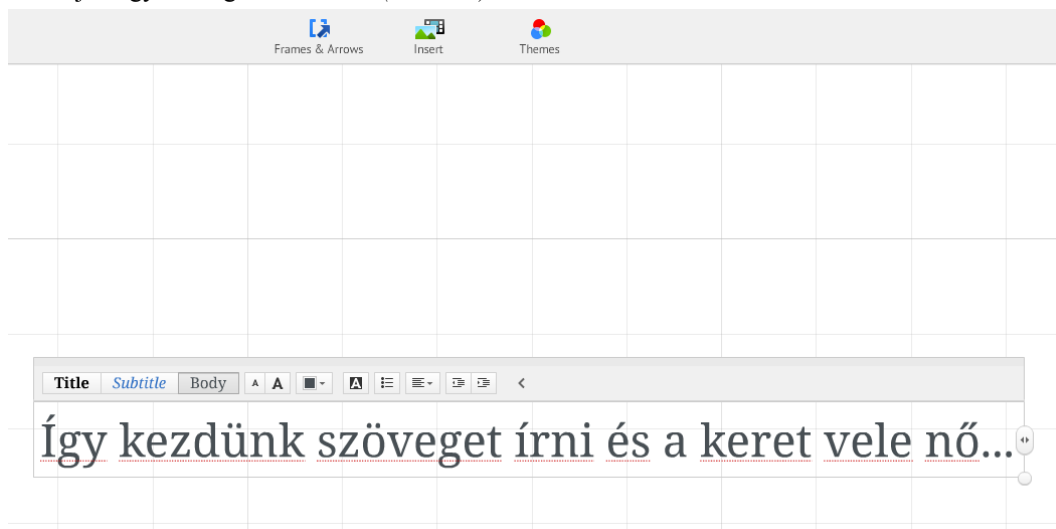 Frames & Arrows Insert Themes
Title Subtitle Body A A A
Így kezdünk szöveget írni és a keret vele nő...